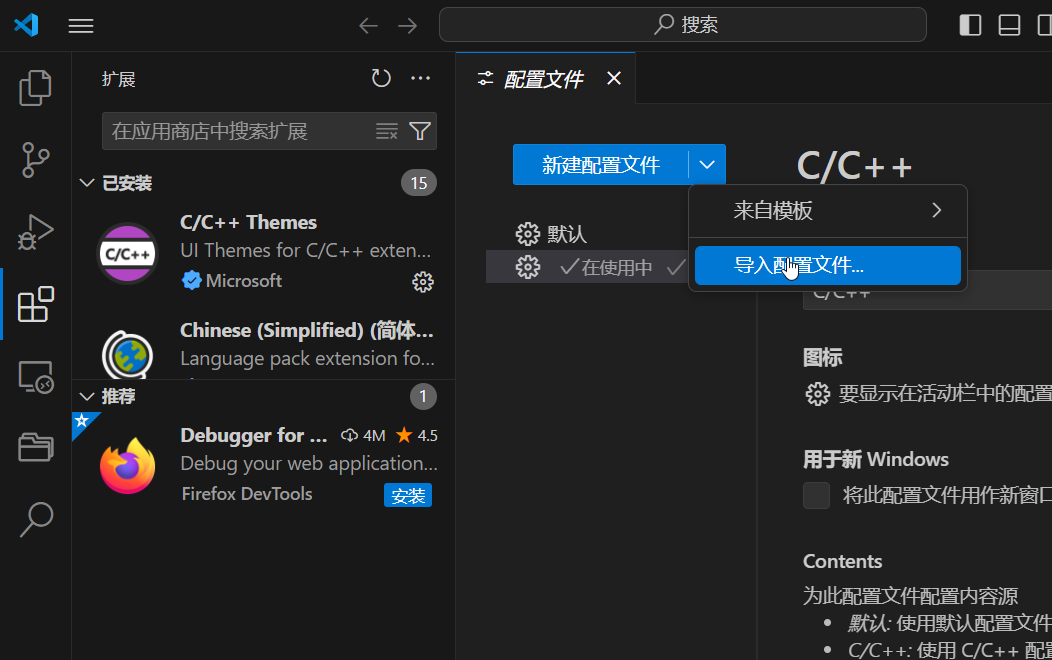 搜索
扩展
在应用商店中搜索扩展
已安装
15
C/C++
C/C++ Themes
UI Themes for C/C++ exten...
Microsoft
Chinese (Simplified) (简体...
Language pack extension fo...
推荐
1
Debugger for ...
4M
4.5
Debug your web application...
Firefox DevTools
安装
配置文件
新建配置文件
来自模板
导入配置文件...
默认
在使用中
C/C++
C/C++
图标
要显示在活动栏中的配置
用于新 Windows
将此配置文件用作新窗口
Contents
为此配置文件配置内容源
默认: 使用默认配置文件
C/C++: 使用 C/C++ 配置